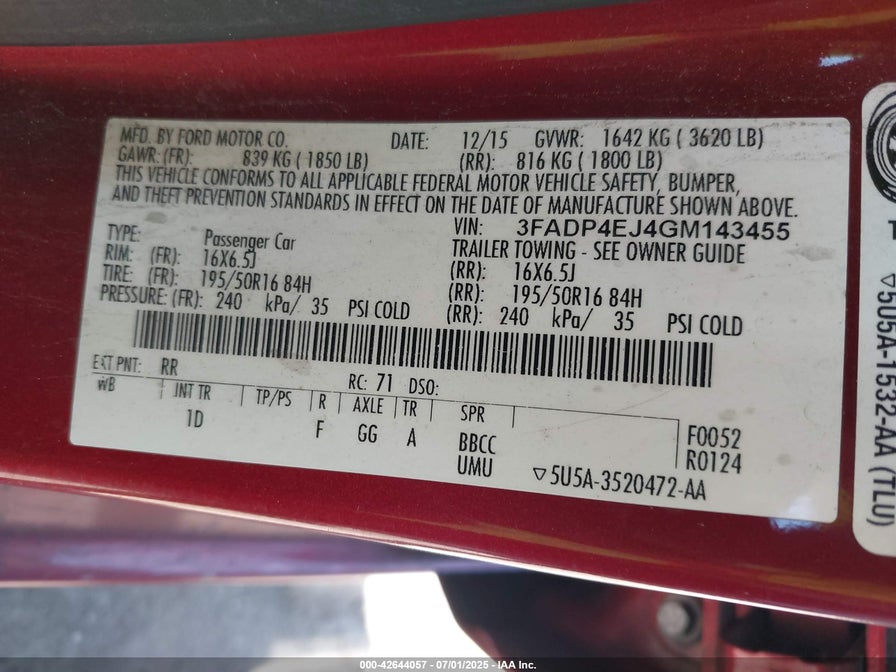 MFD. BY FORD MOTOR CO. DATE: 12/15 GVWR: 1642 KG ( 3620 LB)
GAWR: (FR): 839 KG ( 1850 LB) (RR): 816 KG ( 1800 LB)
THIS VEHICLE CONFORMS TO ALL APPLICABLE FEDERAL MOTOR VEHICLE SAFETY, BUMPER,
AND THEFT PREVENTION STANDARDS IN EFFECT ON THE DATE OF MANUFACTURE SHOWN ABOVE.
VIN: 3FADP4EJ4GM143455
TYPE: Passenger Car TRAILER TOWING - SEE OWNER GUIDE
RIM: (FR): 16X6.5J (RR): 16X6.5J
TIRE: (FR): 195/50R16 84H (RR): 195/50R16 84H
PRESSURE: (FR): 240 kPa/ 35 PSI COLD (RR): 240 kPa/ 35 PSI COLD
EXT PNT: RR RC: 71 DSO:
WB INT TR TP/PS R AXLE TR SPR
1D F GG A BBCC F0052
UMU R0124
▽5U5A-3520472-AA
▽5U5A-1532-AA (TLU)
000-42644057 - 07/01/2025 - IAA Inc.